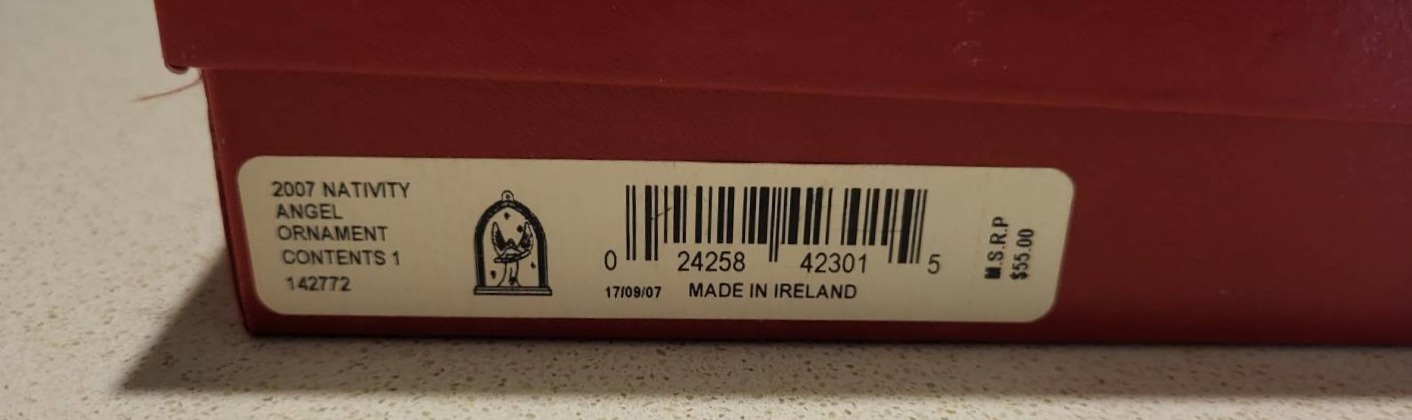 2007 NATIVITY
ANGEL
ORNAMENT
CONTENTS 1
142772
0 24258 42301 5
17/09/07 MADE IN IRELAND
M.S.R.P
$55.00